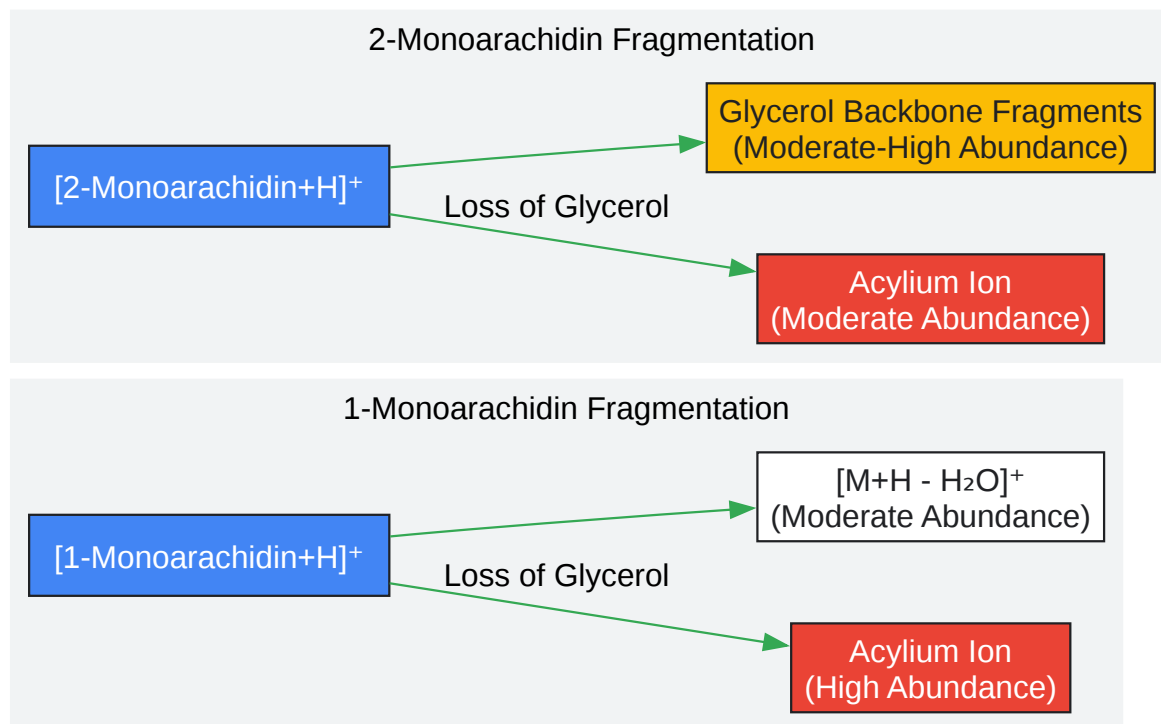 2-Monoarachidin Fragmentation
Glycerol Backbone Fragments
(Moderate-High Abundance)
[2-Monoarachidin+H]⁺
Loss of Glycerol
Acylium Ion
(Moderate Abundance)
1-Monoarachidin Fragmentation
[M+H - H₂O]⁺
(Moderate Abundance)
[1-Monoarachidin+H]⁺
Loss of Glycerol
Acylium Ion
(High Abundance)